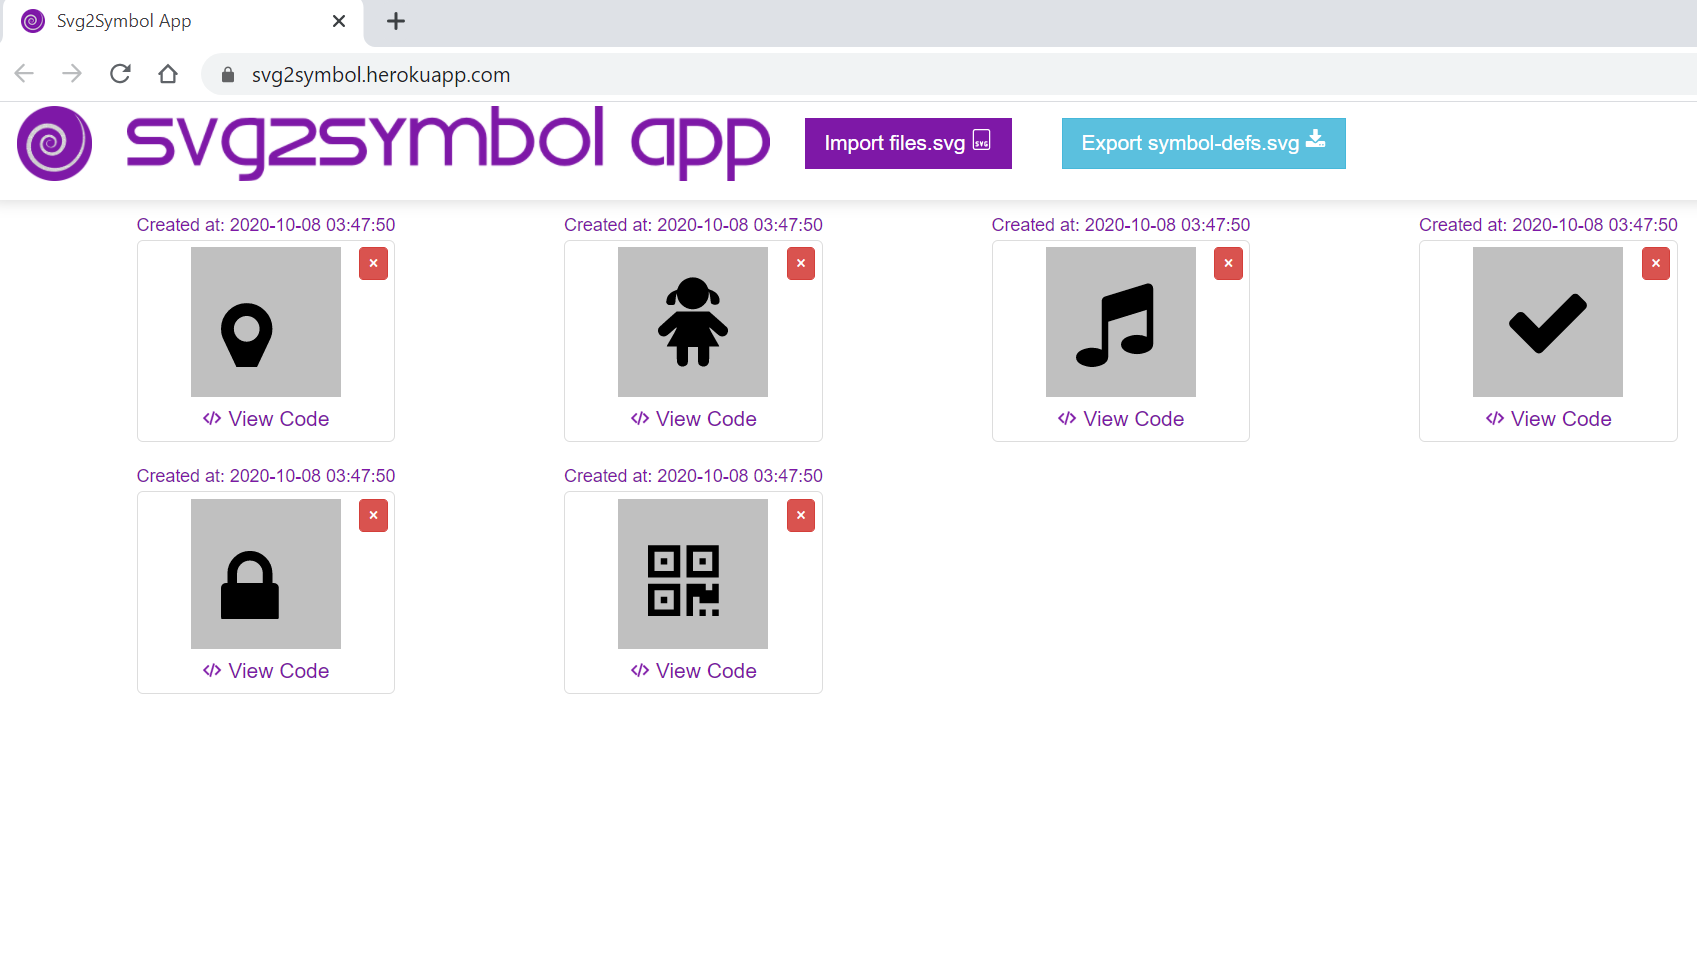 Svg2Symbol App
svg2symbol.herokuapp.com
svg2symbol app
Import files.svg SVG
Export symbol-defs.svg
Created at: 2020-10-08 03:47:50
Created at: 2020-10-08 03:47:50
Created at: 2020-10-08 03:47:50
Created at: 2020-10-08 03:47:50
</> View Code
</> View Code
</> View Code
</> View Code
Created at: 2020-10-08 03:47:50
Created at: 2020-10-08 03:47:50
</> View Code
</> View Code